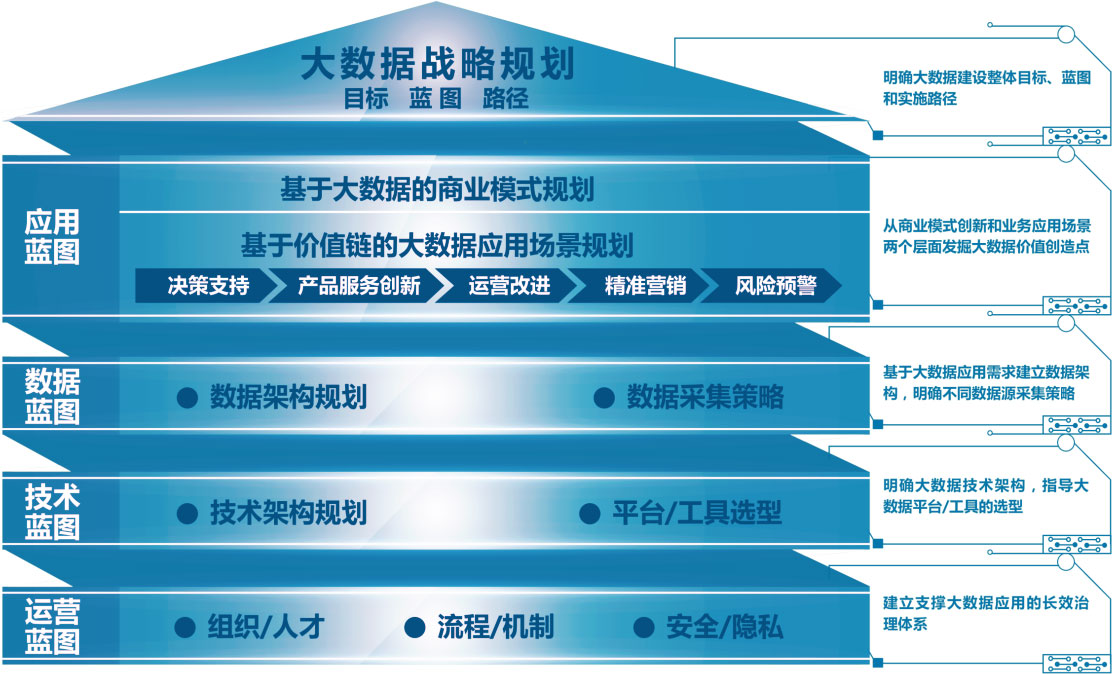 大数据战略规划
目标 蓝图 路径
明确大数据建设整体目标、蓝图
和实施路径
应用
蓝图
基于大数据的商业模式规划
基于价值链的大数据应用场景规划
决策支持 产品服务创新 运营改进 精准营销 风险预警
从商业模式创新和业务应用场景
两个层面发掘大数据价值创造点
数据
蓝图
● 数据架构规划 ● 数据采集策略
基于大数据应用需求建立数据架
构，明确不同数据源采集策略
技术
蓝图
● 技术架构规划 ● 平台/工具选型
明确大数据技术架构，指导大
数据平台/工具的选型
运营
蓝图
● 组织/人才 ● 流程/机制 ● 安全/隐私
建立支撑大数据应用的长效治
理体系